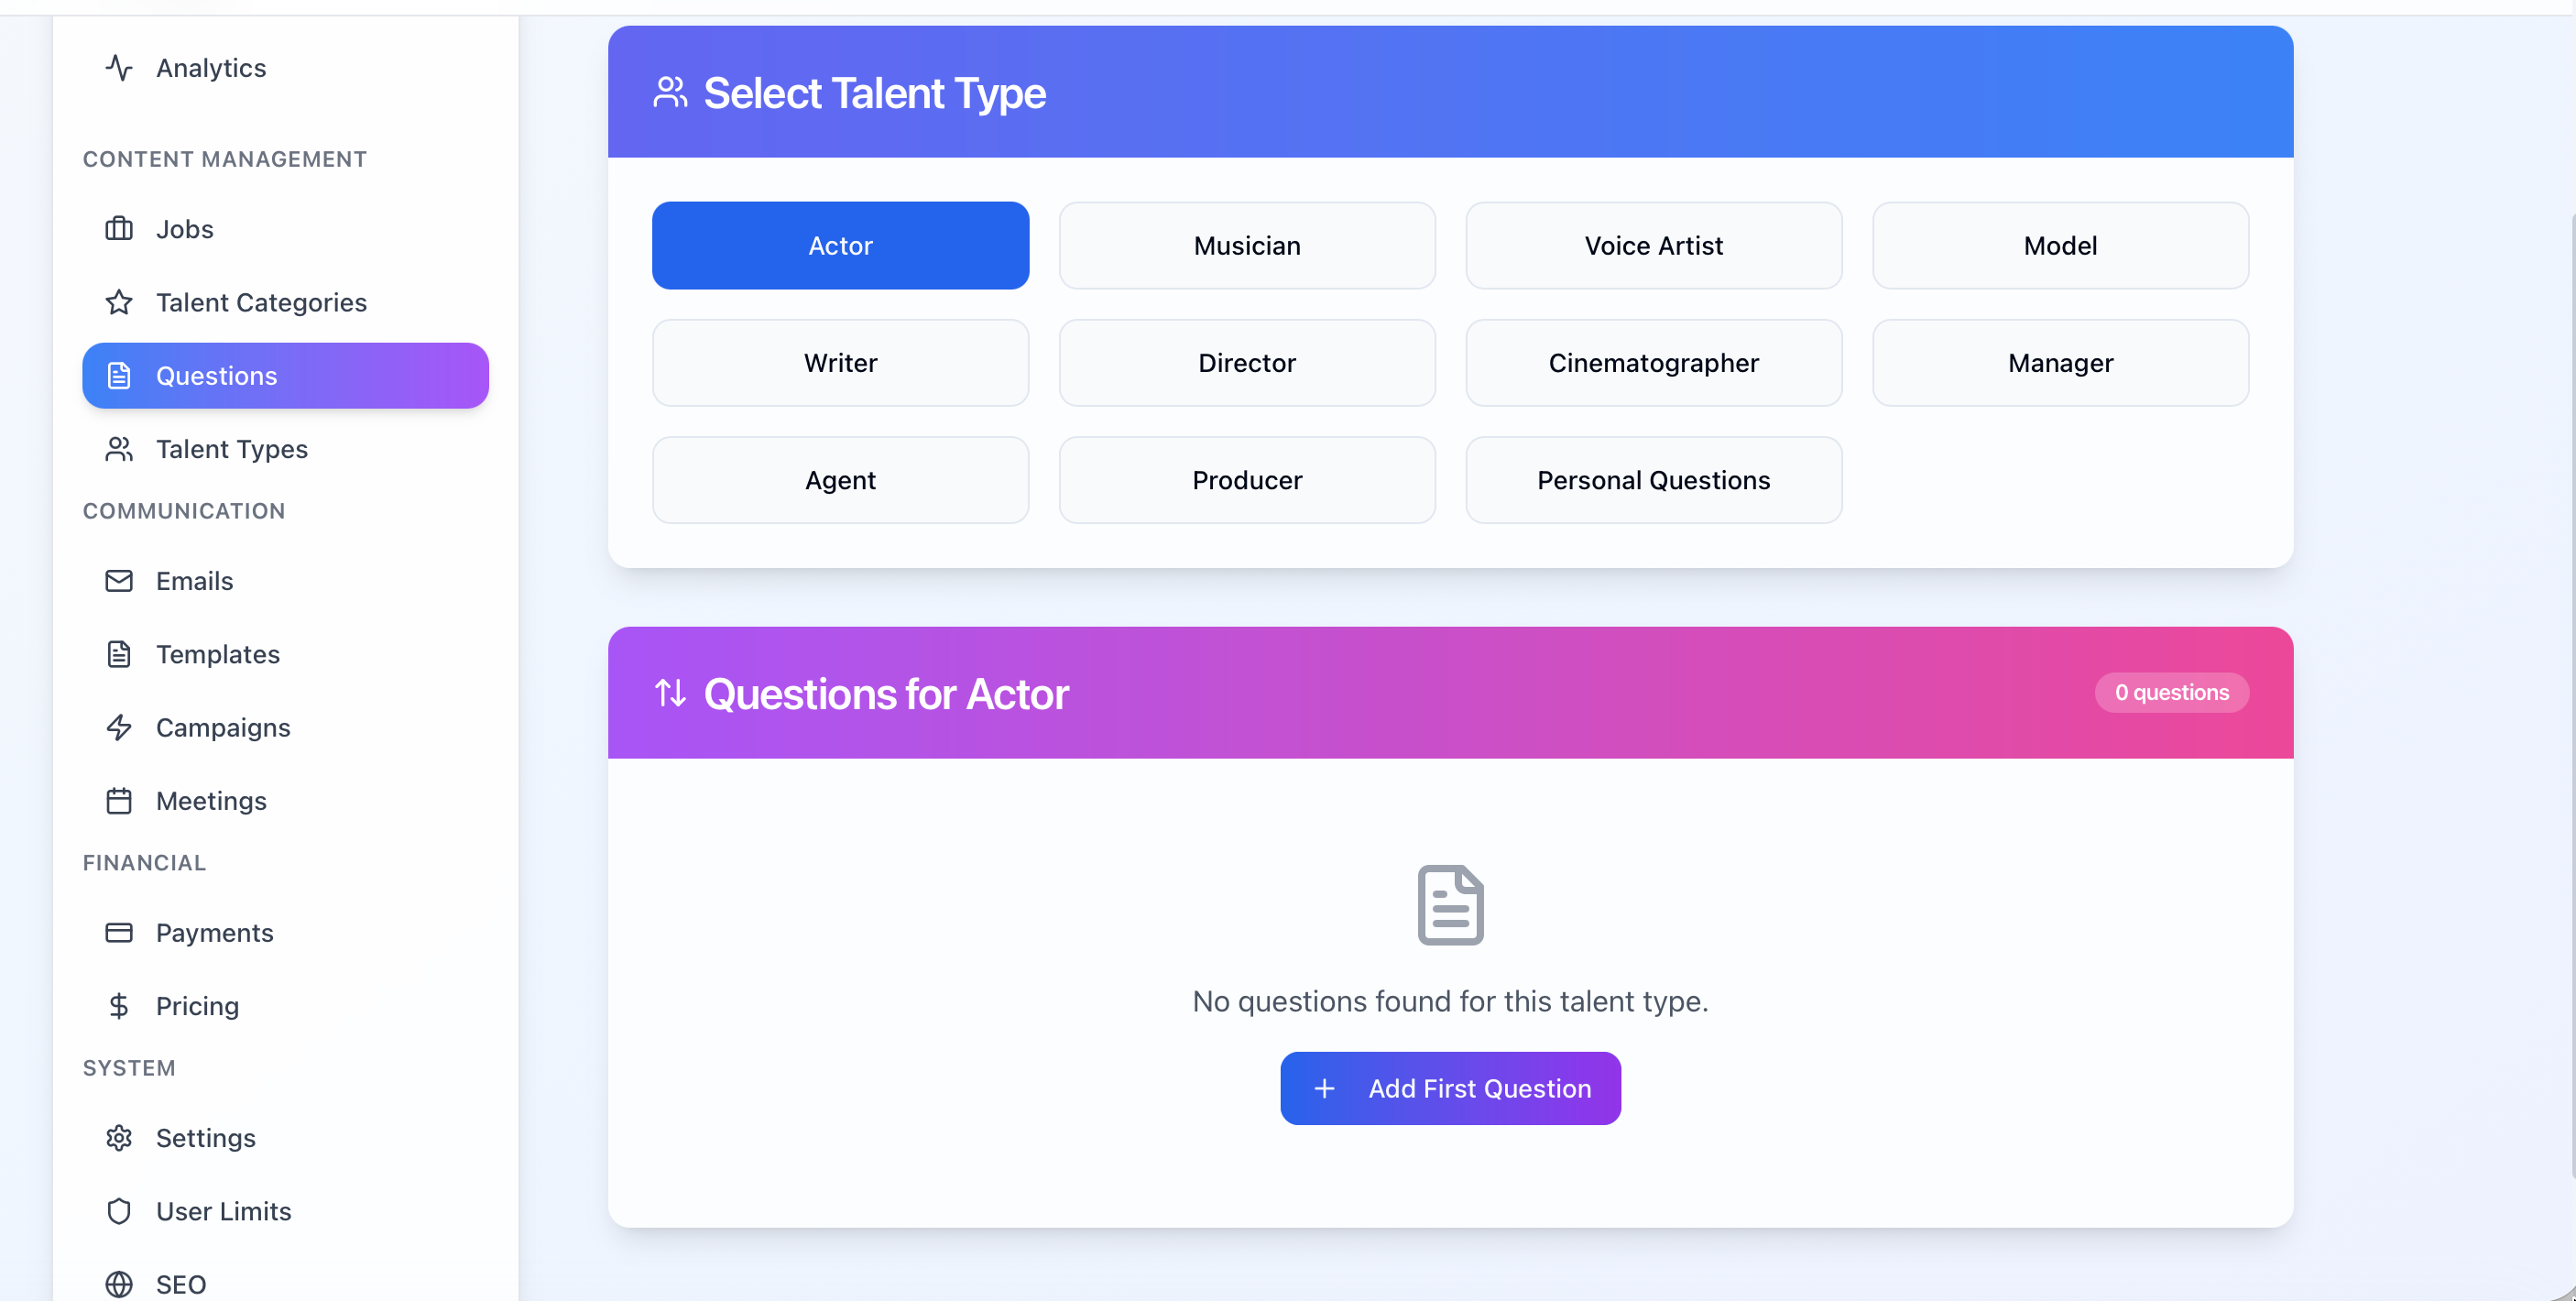 Analytics
CONTENT MANAGEMENT
Jobs
Talent Categories
Questions
Talent Types
COMMUNICATION
Emails
Templates
Campaigns
Meetings
FINANCIAL
Payments
Pricing
SYSTEM
Settings
User Limits
SEO
Select Talent Type
Actor Musician Voice Artist Model
Writer Director Cinematographer Manager
Agent Producer Personal Questions
Questions for Actor 0 questions
No questions found for this talent type.
Add First Question